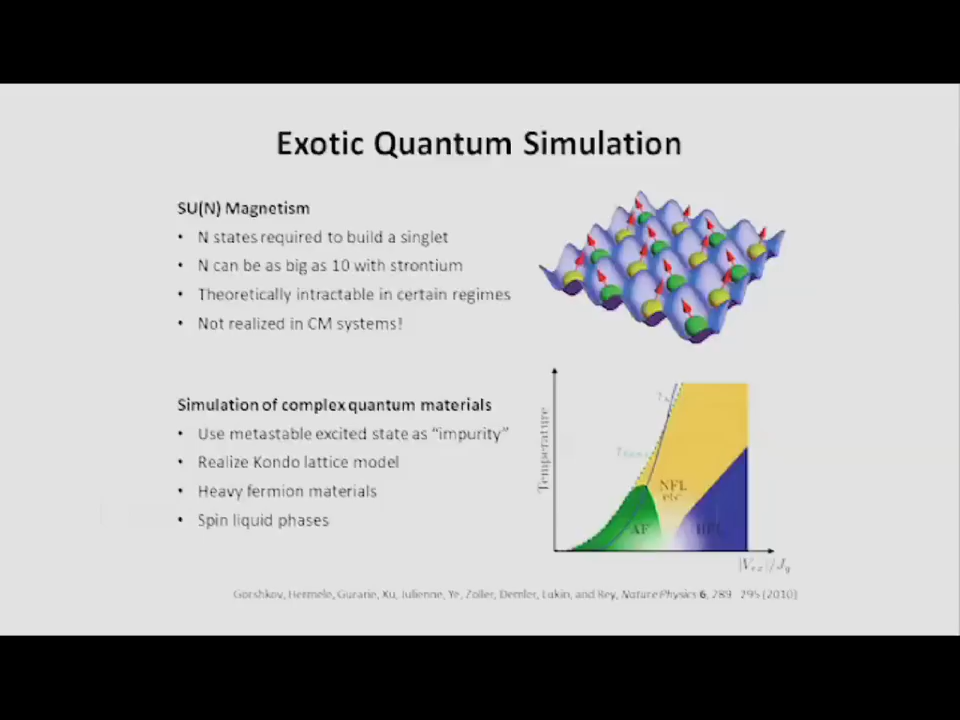 Exotic Quantum Simulation
SU(N) Magnetism
• N states required to build a singlet
• N can be as big as 10 with strontium
• Theoretically intractable in certain regimes
• Not realized in CM systems!
Simulation of complex quantum materials
• Use metastable excited state as “impurity”
• Realize Kondo lattice model
• Heavy fermion materials
• Spin liquid phases
Temperature
NFL
etc
AF
|V_ex|/J_g
Gorshkov, Hermele, Gurarie, Xu, Julienne, Ye, Zoller, Demler, Lukin, and Rey, Nature Physics 6, 289 295 (2010)